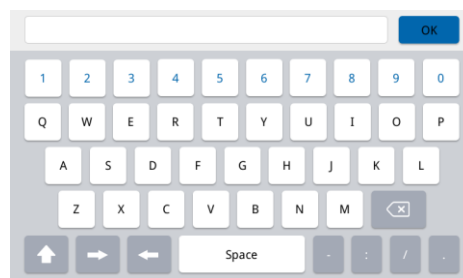 OK
1 2 3 4 5 6 7 8 9 0
Q W E R T Y U I O P
A S D F G H J K L
Z X C V B N M
Space - : / .